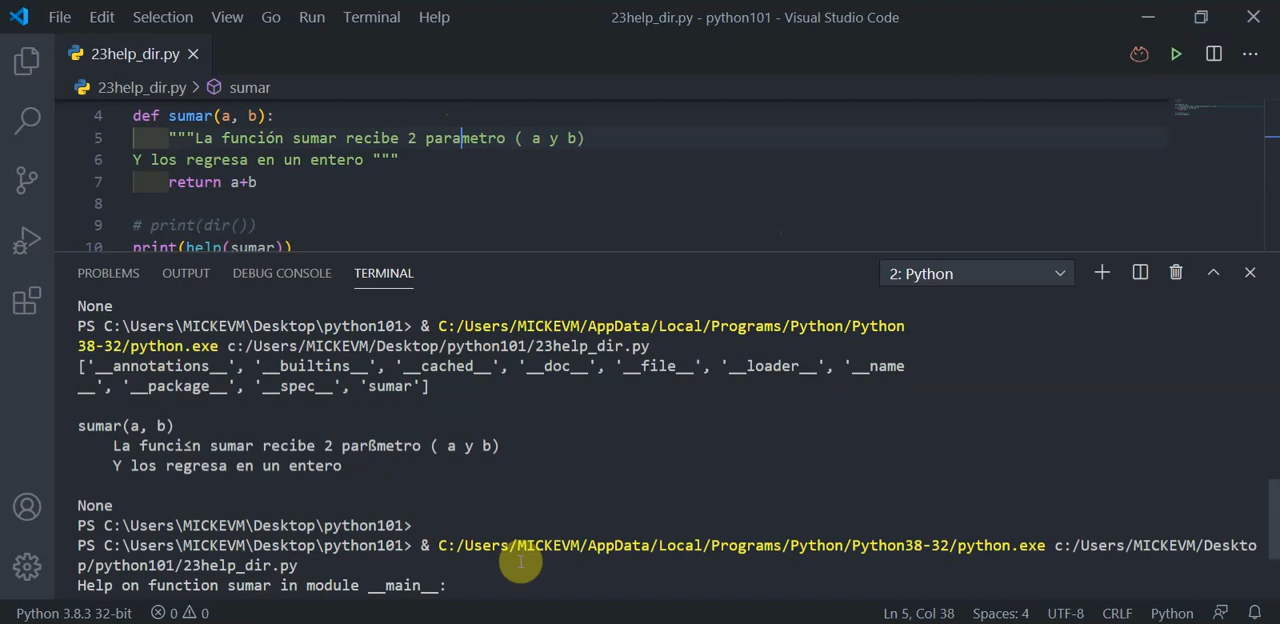 File Edit Selection View Go Run Terminal Help 23help_dir.py - python101 - Visual Studio Code
23help_dir.py
23help_dir.py > sumar
4 def sumar(a, b):
5 """La función sumar recibe 2 parametro ( a y b)
6 Y los regresa en un entero """
7 return a+b
8
9 # print(dir())
10 print(help(sumar))
PROBLEMS OUTPUT DEBUG CONSOLE TERMINAL 2: Python
None
PS C:\Users\MICKEVM\Desktop\python101> & C:/Users/MICKEVM/AppData/Local/Programs/Python/Python
38-32/python.exe c:/Users/MICKEVM/Desktop/python101/23help_dir.py
['__annotations__', '__builtins__', '__cached__', '__doc__', '__file__', '__loader__', '__name
__', '__package__', '__spec__', 'sumar']
sumar(a, b)
La funci≤n sumar recibe 2 parßmetro ( a y b)
Y los regresa en un entero
None
PS C:\Users\MICKEVM\Desktop\python101>
PS C:\Users\MICKEVM\Desktop\python101> & C:/Users/MICKEVM/AppData/Local/Programs/Python/Python38-32/python.exe c:/Users/MICKEVM/Deskto
p/python101/23help_dir.py
Help on function sumar in module __main__:
Python 3.8.3 32-bit 0 0 Ln 5, Col 38 Spaces: 4 UTF-8 CRLF Python